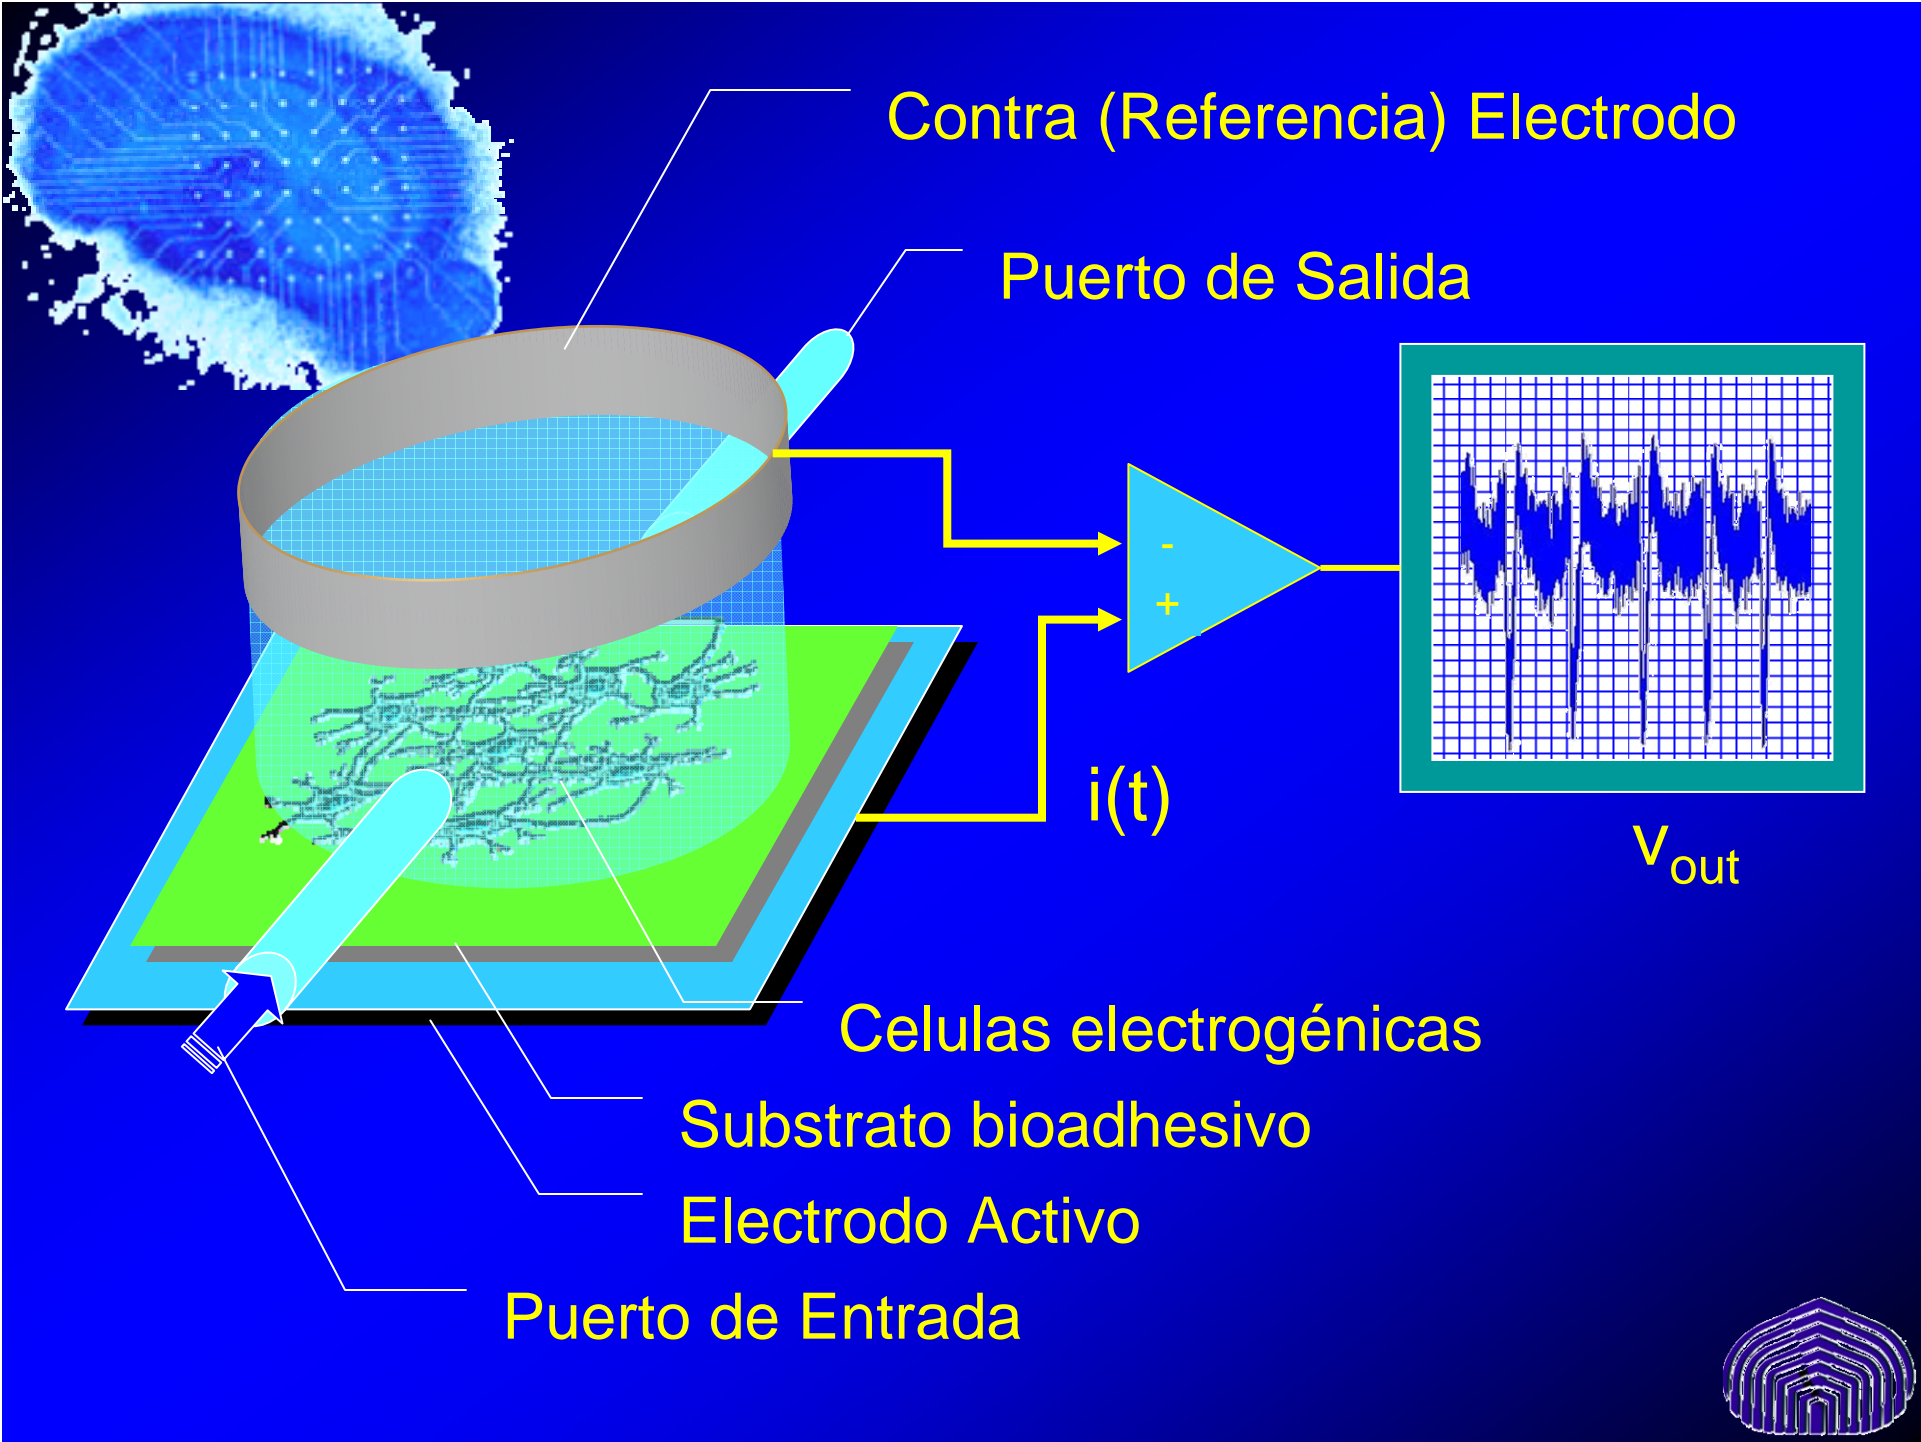 Contra (Referencia) Electrodo
Puerto de Salida
-
+
i(t)
vout
Celulas electrogénicas
Substrato bioadhesivo
Electrodo Activo
Puerto de Entrada